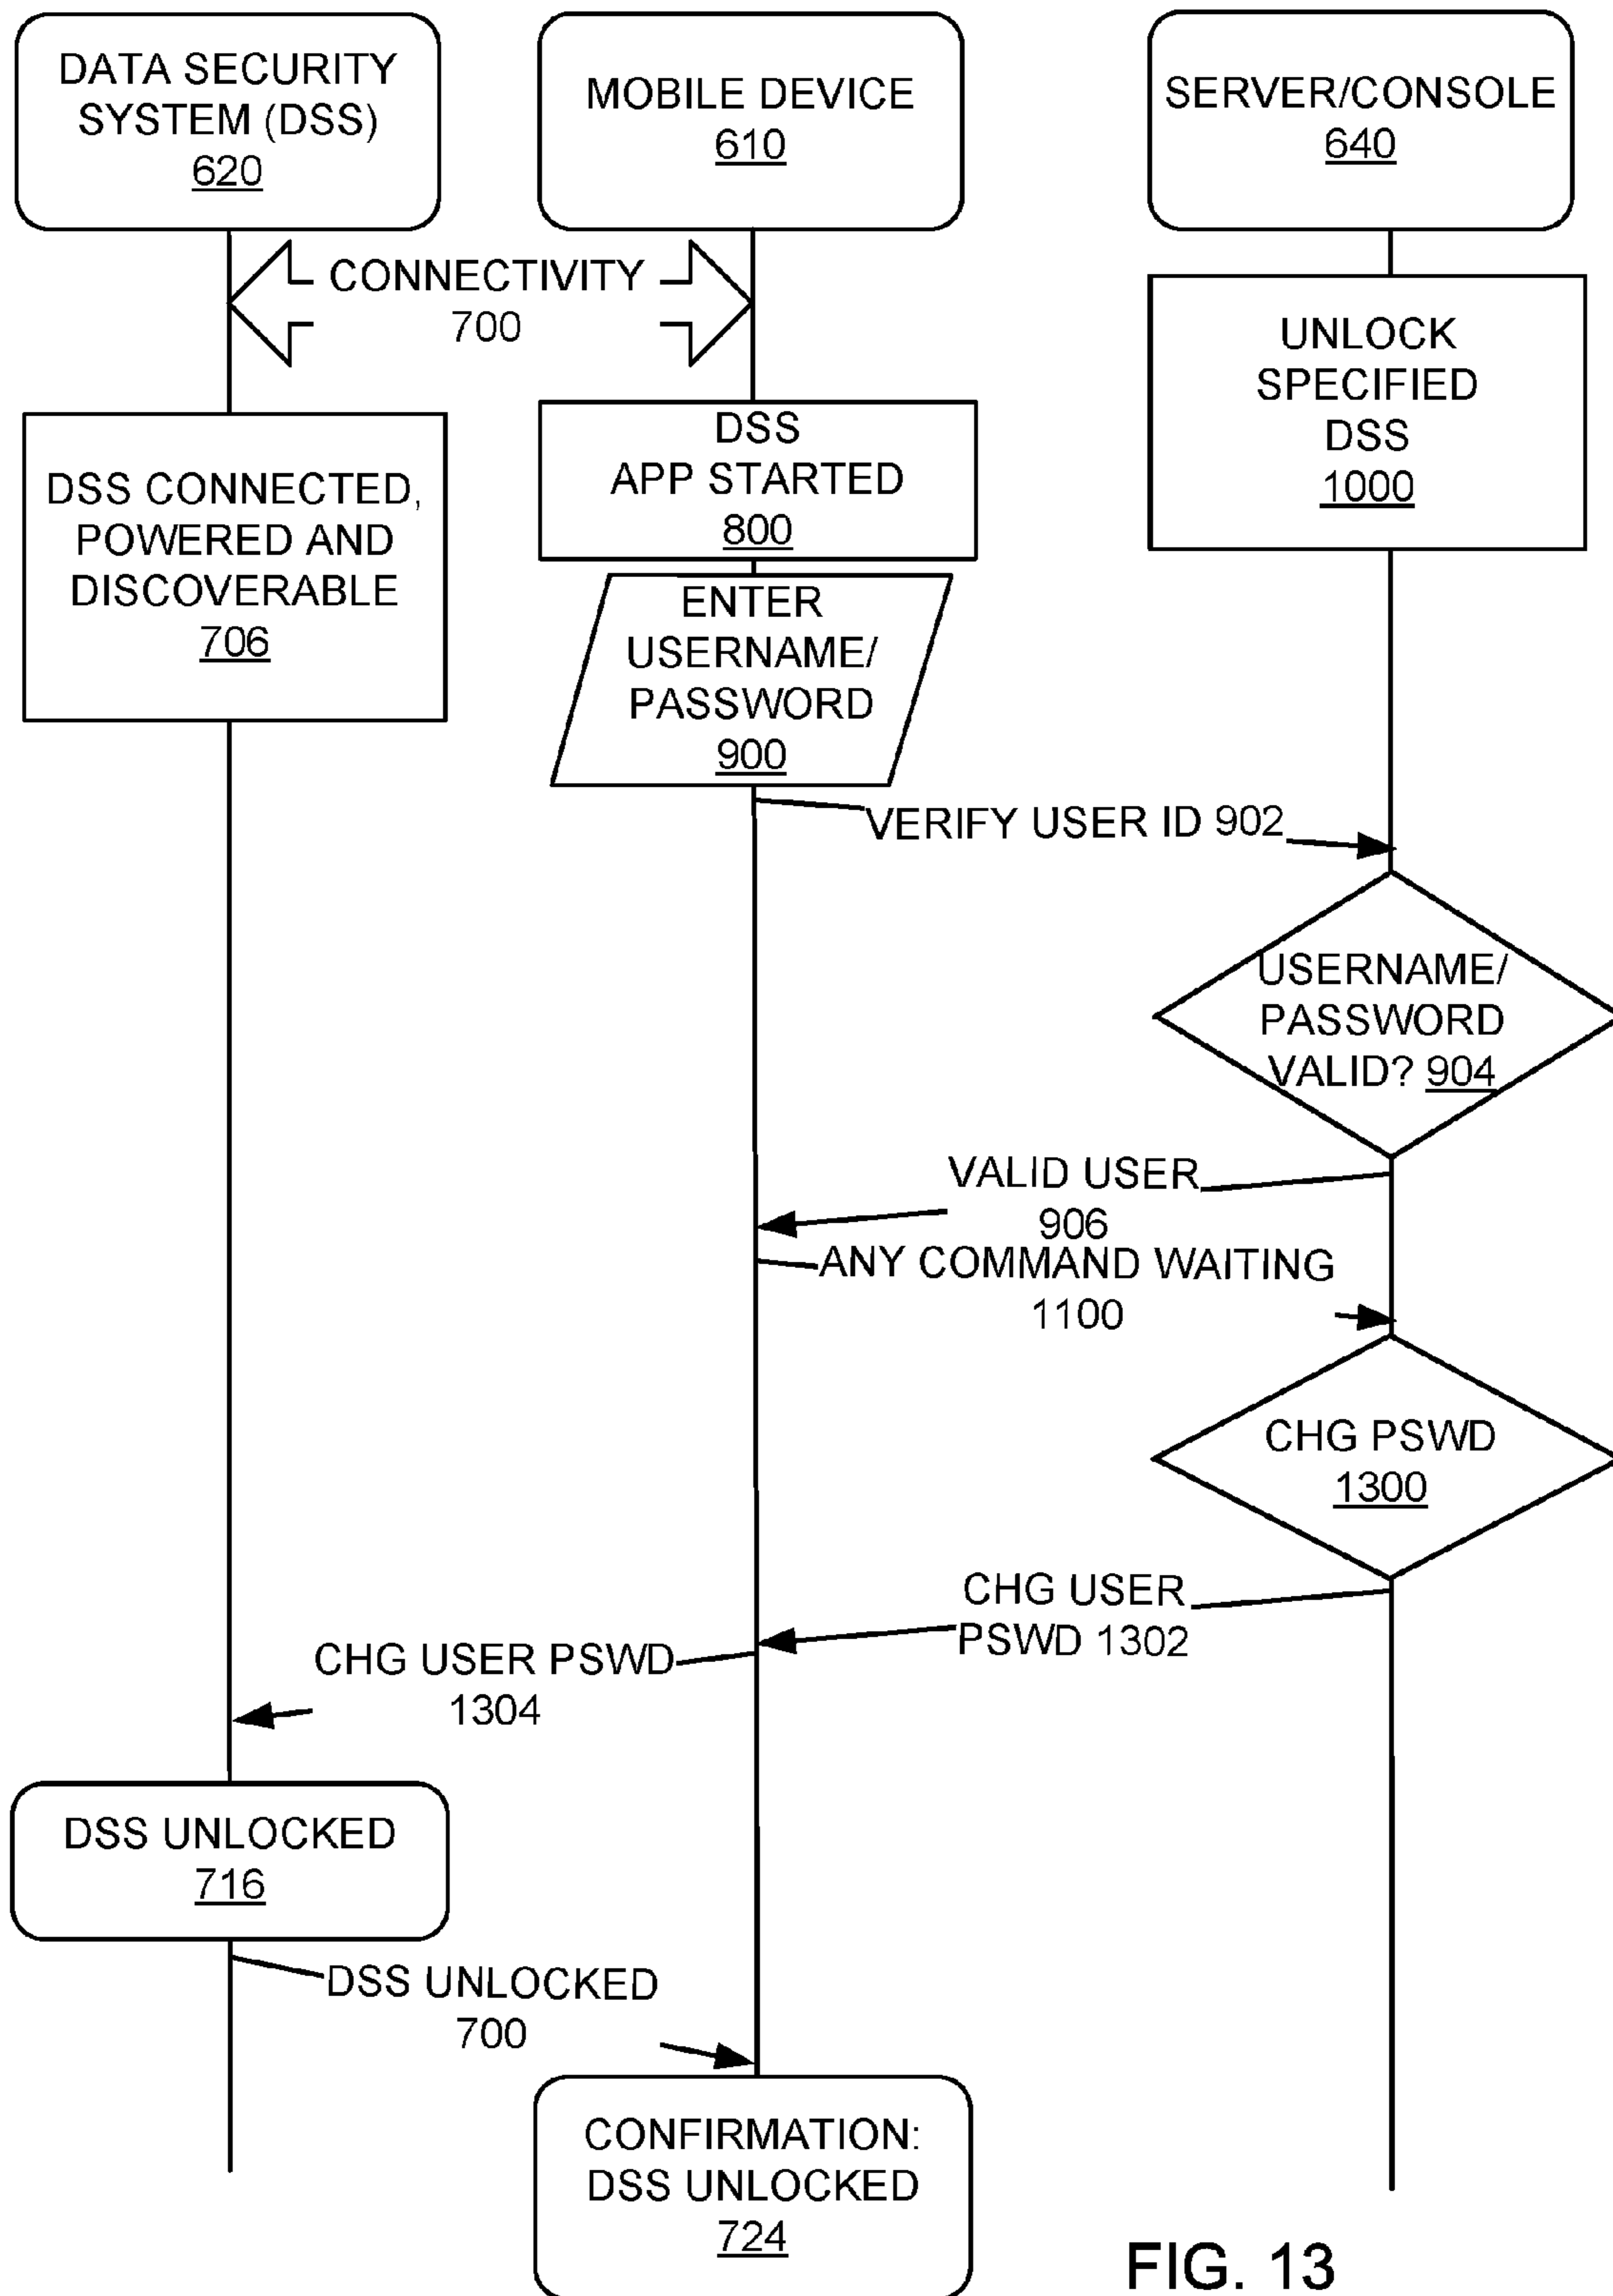 DATA SECURITY
SYSTEM (DSS)
620
MOBILE DEVICE
610
SERVER/CONSOLE
640
CONNECTIVITY
700
UNLOCK
SPECIFIED
DSS
1000
DSS CONNECTED,
POWERED AND
DISCOVERABLE
706
DSS
APP STARTED
800
ENTER
USERNAME/
PASSWORD
900
VERIFY USER ID 902
USERNAME/
PASSWORD
VALID? 904
VALID USER
906
ANY COMMAND WAITING
1100
CHG PSWD
1300
CHG USER
PSWD 1302
CHG USER PSWD
1304
DSS UNLOCKED
716
DSS UNLOCKED
700
CONFIRMATION:
DSS UNLOCKED
724
FIG. 13